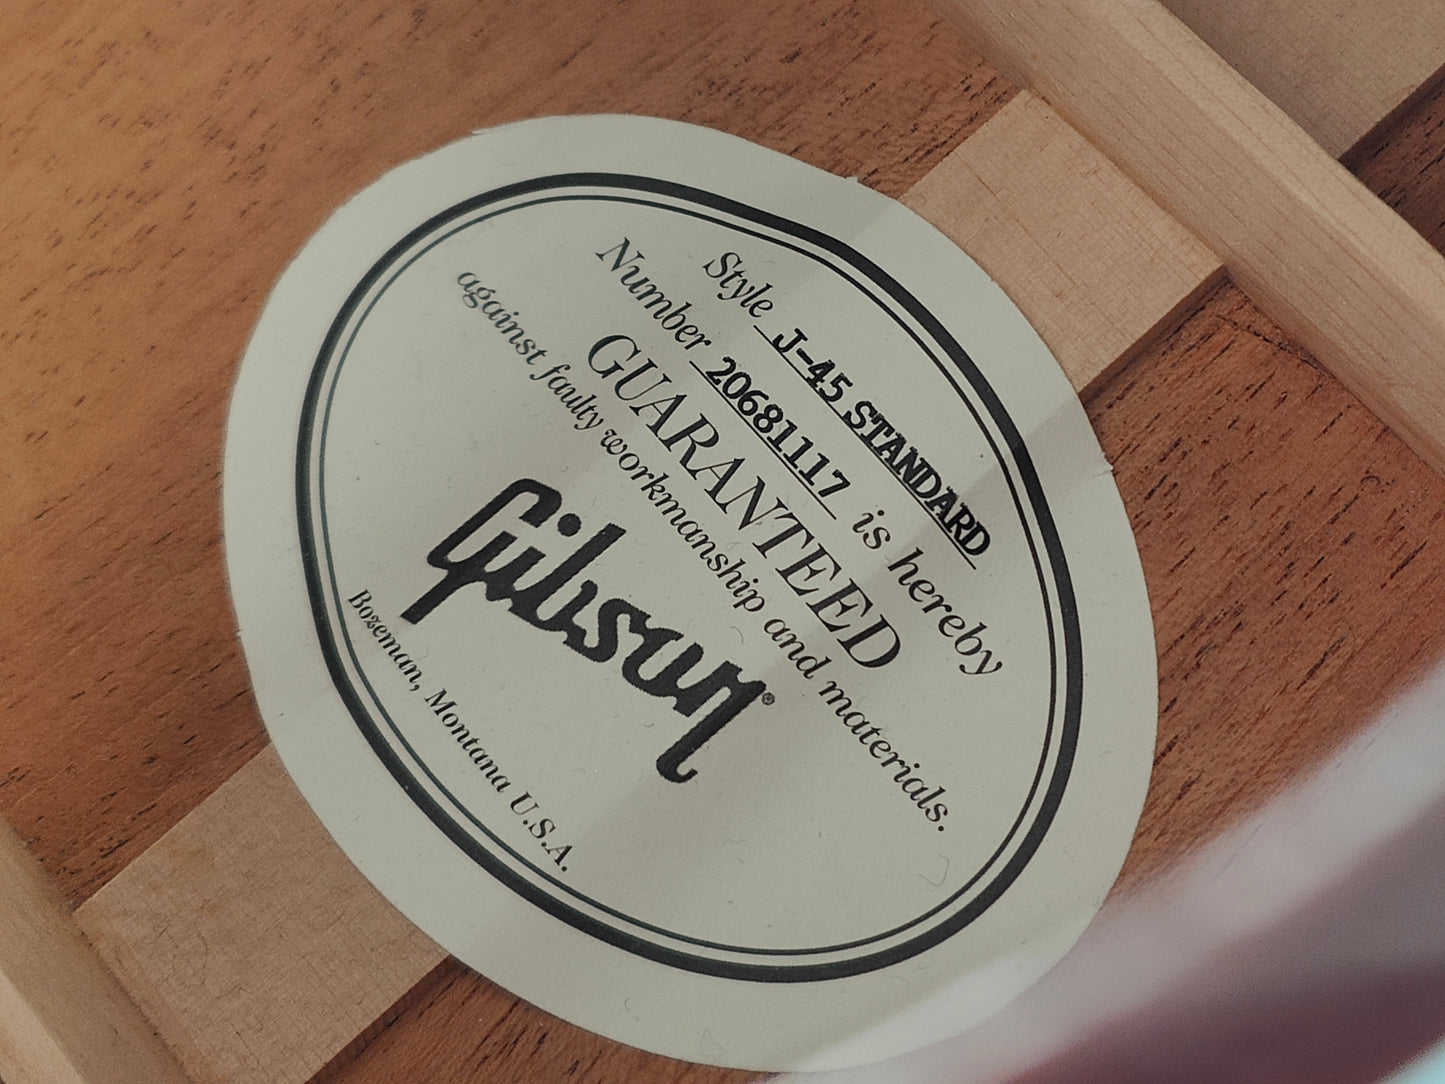 Style J-45 STANDARD
Number 20681117 is hereby
GUARANTEED
against faulty workmanship and materials.
Gibson®
Bozeman, Montana U.S.A.